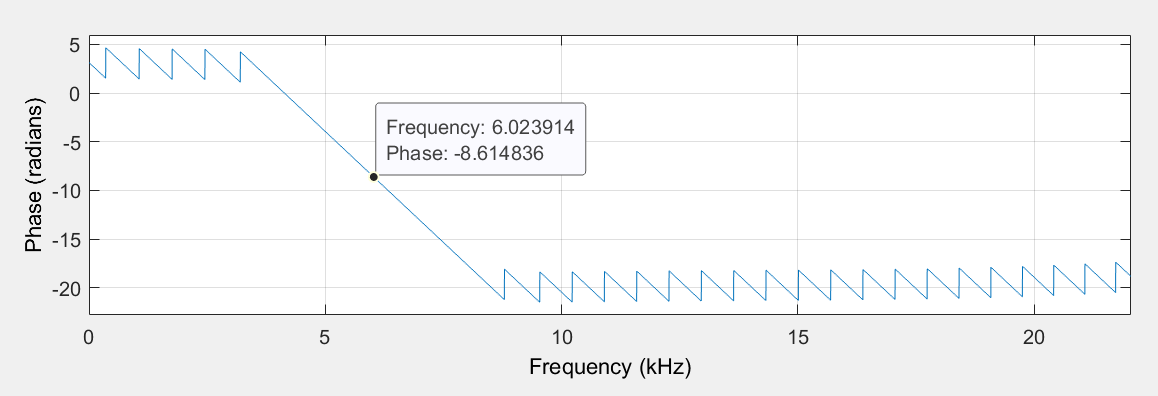 5
0
-5
-10
-15
-20
Phase (radians)
Frequency: 6.023914
Phase: -8.614836
0 5 10 15 20
Frequency (kHz)